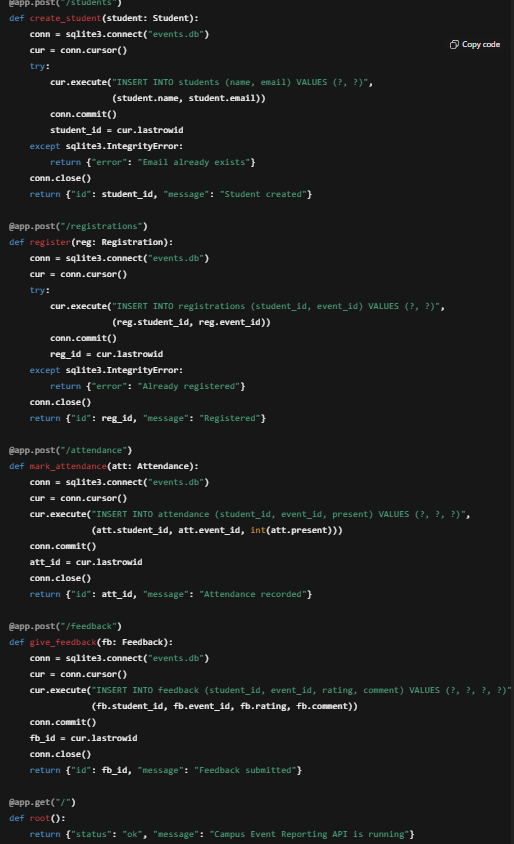 @app.post("/students")
def create_student(student: Student):
    conn = sqlite3.connect("events.db")
Copy code
    cur = conn.cursor()
    try:
        cur.execute("INSERT INTO students (name, email) VALUES (?, ?)",
                    (student.name, student.email))
        conn.commit()
        student_id = cur.lastrowid
    except sqlite3.IntegrityError:
        return {"error": "Email already exists"}
    conn.close()
    return {"id": student_id, "message": "Student created"}

@app.post("/registrations")
def register(reg: Registration):
    conn = sqlite3.connect("events.db")
    cur = conn.cursor()
    try:
        cur.execute("INSERT INTO registrations (student_id, event_id) VALUES (?, ?)",
                    (reg.student_id, reg.event_id))
        conn.commit()
        reg_id = cur.lastrowid
    except sqlite3.IntegrityError:
        return {"error": "Already registered"}
    conn.close()
    return {"id": reg_id, "message": "Registered"}

@app.post("/attendance")
def mark_attendance(att: Attendance):
    conn = sqlite3.connect("events.db")
    cur = conn.cursor()
    cur.execute("INSERT INTO attendance (student_id, event_id, present) VALUES (?, ?, ?)",
                (att.student_id, att.event_id, int(att.present)))
    conn.commit()
    att_id = cur.lastrowid
    conn.close()
    return {"id": att_id, "message": "Attendance recorded"}

@app.post("/feedback")
def give_feedback(fb: Feedback):
    conn = sqlite3.connect("events.db")
    cur = conn.cursor()
    cur.execute("INSERT INTO feedback (student_id, event_id, rating, comment) VALUES (?, ?, ?, ?)"
                (fb.student_id, fb.event_id, fb.rating, fb.comment))
    conn.commit()
    fb_id = cur.lastrowid
    conn.close()
    return {"id": fb_id, "message": "Feedback submitted"}

@app.get("/")
def root():
    return {"status": "ok", "message": "Campus Event Reporting API is running"}